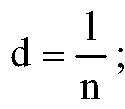 d = 1/n ;